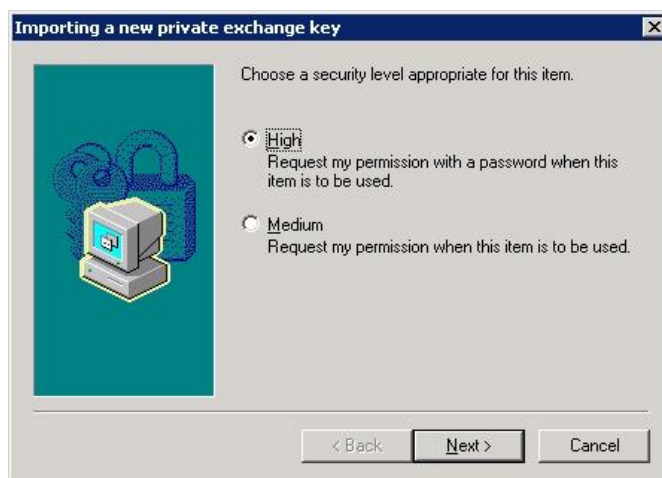 Importing a new private exchange key
Choose a security level appropriate for this item.
High
Request my permission with a password when this
item is to be used.
Medium
Request my permission when this item is to be used.
< Back
Next >
Cancel